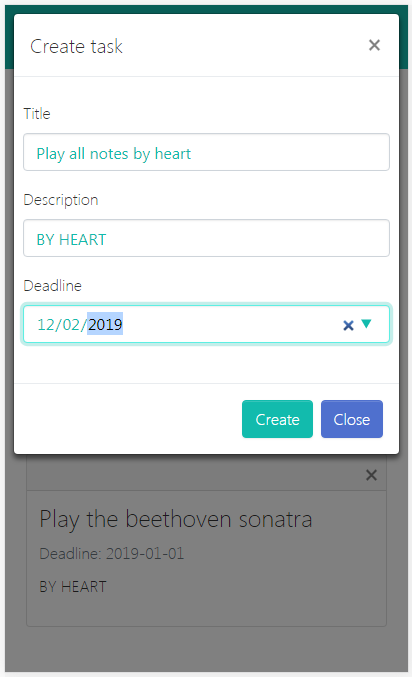 Create task ×
Title
Play all notes by heart
Description
BY HEART
Deadline
12/02/2019 × ▼
Create Close
×
Play the beethoven sonatra
Deadline: 2019-01-01
BY HEART